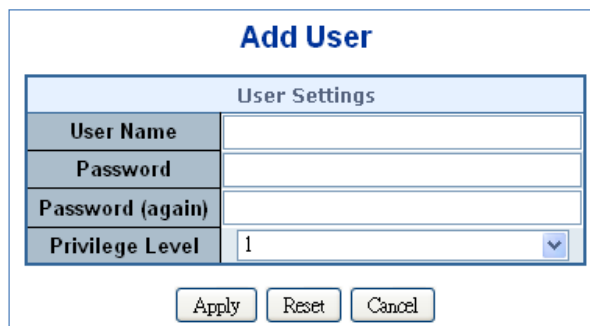 Add User
User Settings
User Name
Password
Password (again)
Privilege Level 1
Apply Reset Cancel